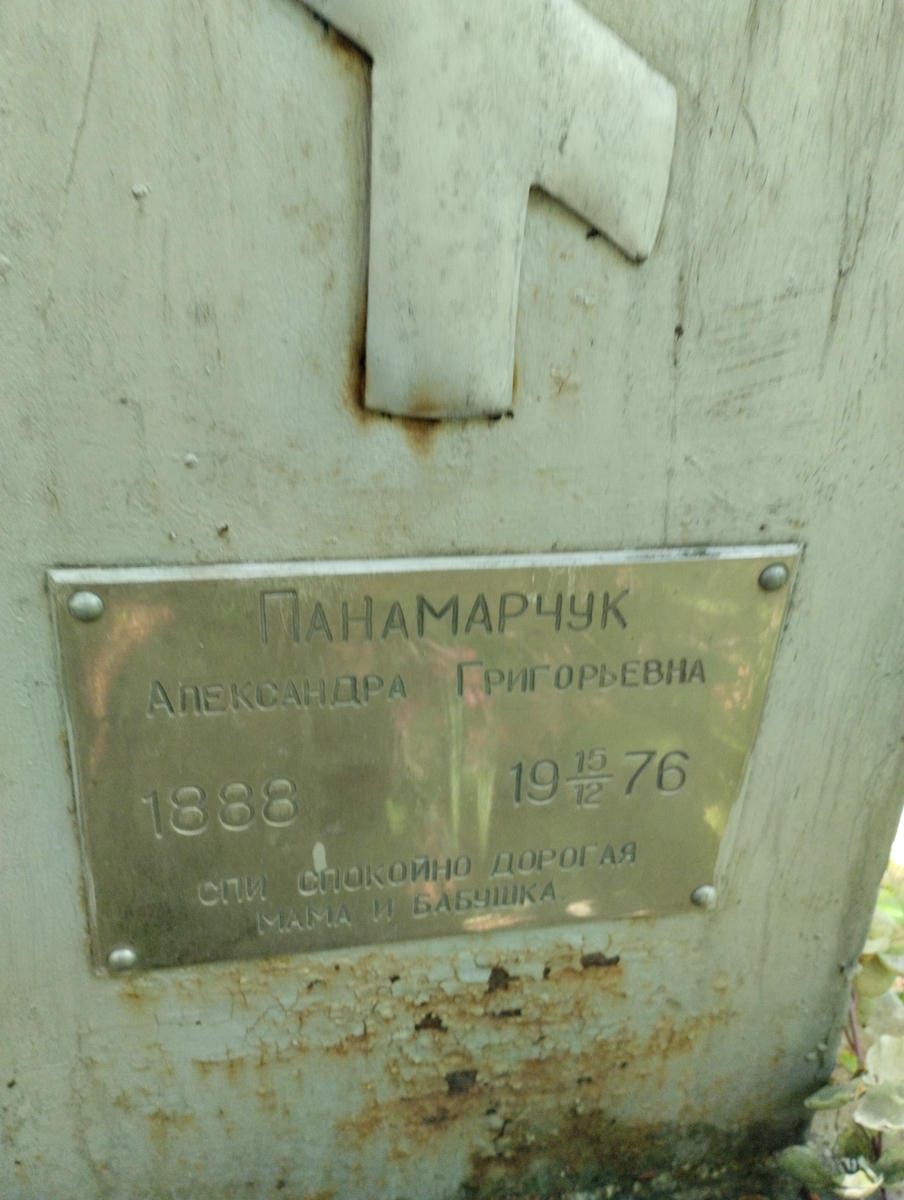 ПАНАМАРЧУК
АЛЕКСАНДРА ГРИГОРЬЕВНА
1888 19 15/12 76
СПИ СПОКОЙНО ДОРОГАЯ
МАМА И БАБУШКА